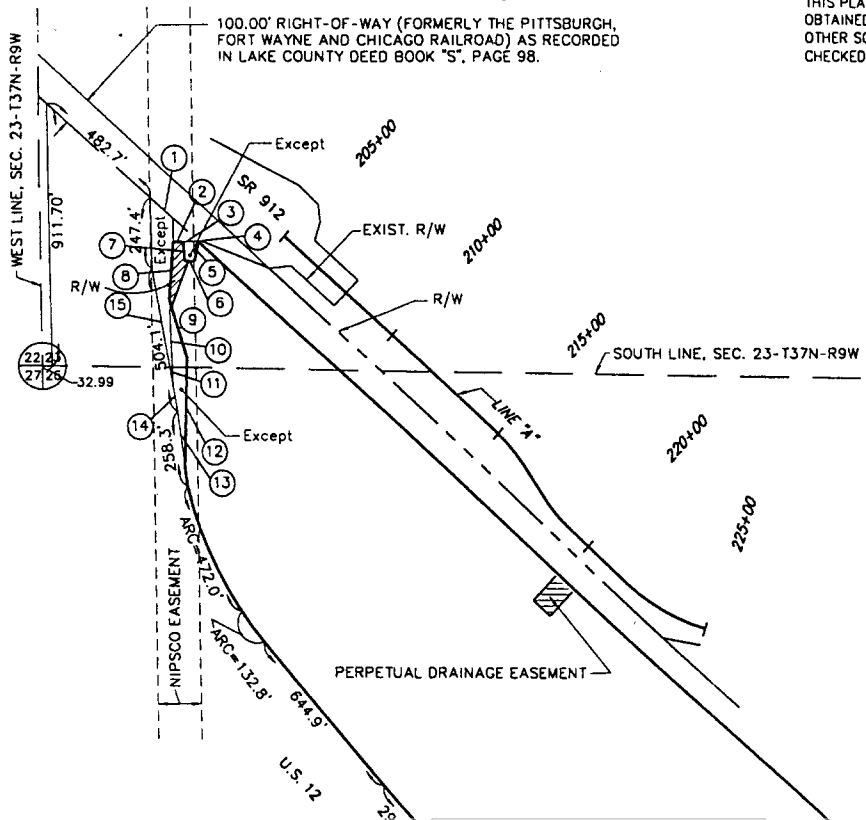 100.00' RIGHT-OF-WAY (FORMERLY THE PITTSBURGH,
FORT WAYNE AND CHICAGO RAILROAD) AS RECORDED
IN LAKE COUNTY DEED BOOK "S", PAGE 98.
THIS PLA
OBTAINED
OTHER SO
CHECKED
WEST LINE, SEC. 23-T37N-R9W
911.70'
482.7'
247.4'
Except
1
2
3
4
5
6
7
8
9
10
11
12
13
14
15
Except
SR 912
205+00
EXIST. R/W
210+00
R/W
R/W
215+00
SOUTH LINE, SEC. 23-T37N-R9W
22 23
27 26
32.99
504.1'
LINE "A"
Except
258.3'
220+00
225+00
ARC=472.0'
NIPSCO EASEMENT
ARC=132.8'
PERPETUAL DRAINAGE EASEMENT
644.9'
U.S. 12